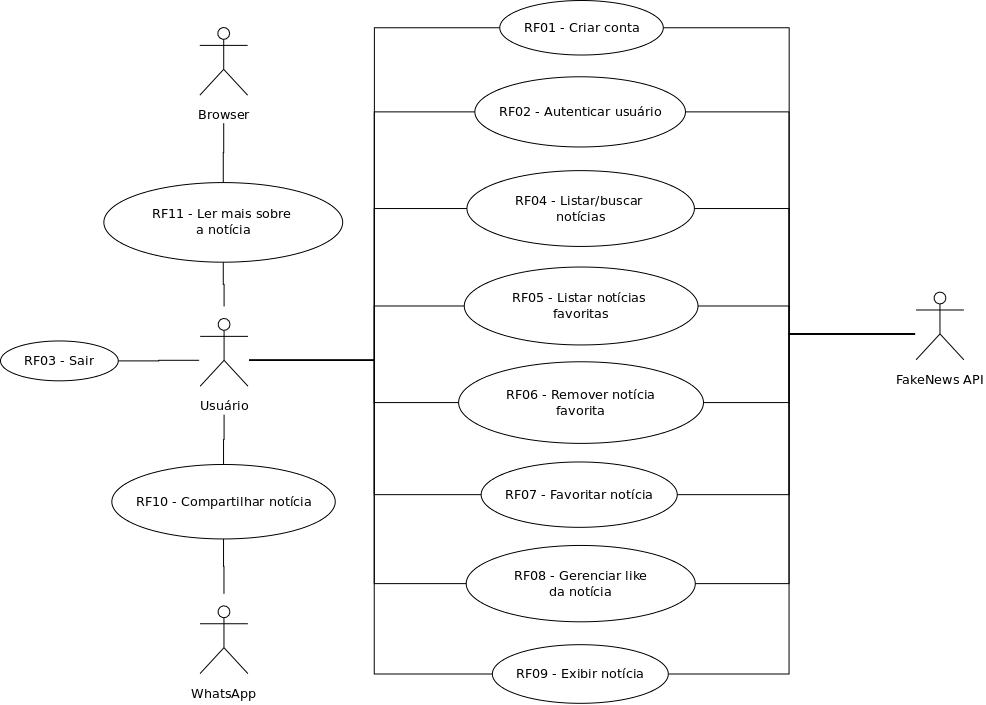 RF01 - Criar conta
Browser
RF02 - Autenticar usuário
RF11 - Ler mais sobre
a notícia
RF04 - Listar/buscar
notícias
RF05 - Listar notícias
favoritas
RF03 - Sair
Usuário
FakeNews API
RF06 - Remover notícia
favorita
RF10 - Compartilhar notícia
RF07 - Favoritar notícia
RF08 - Gerenciar like
da notícia
WhatsApp
RF09 - Exibir notícia